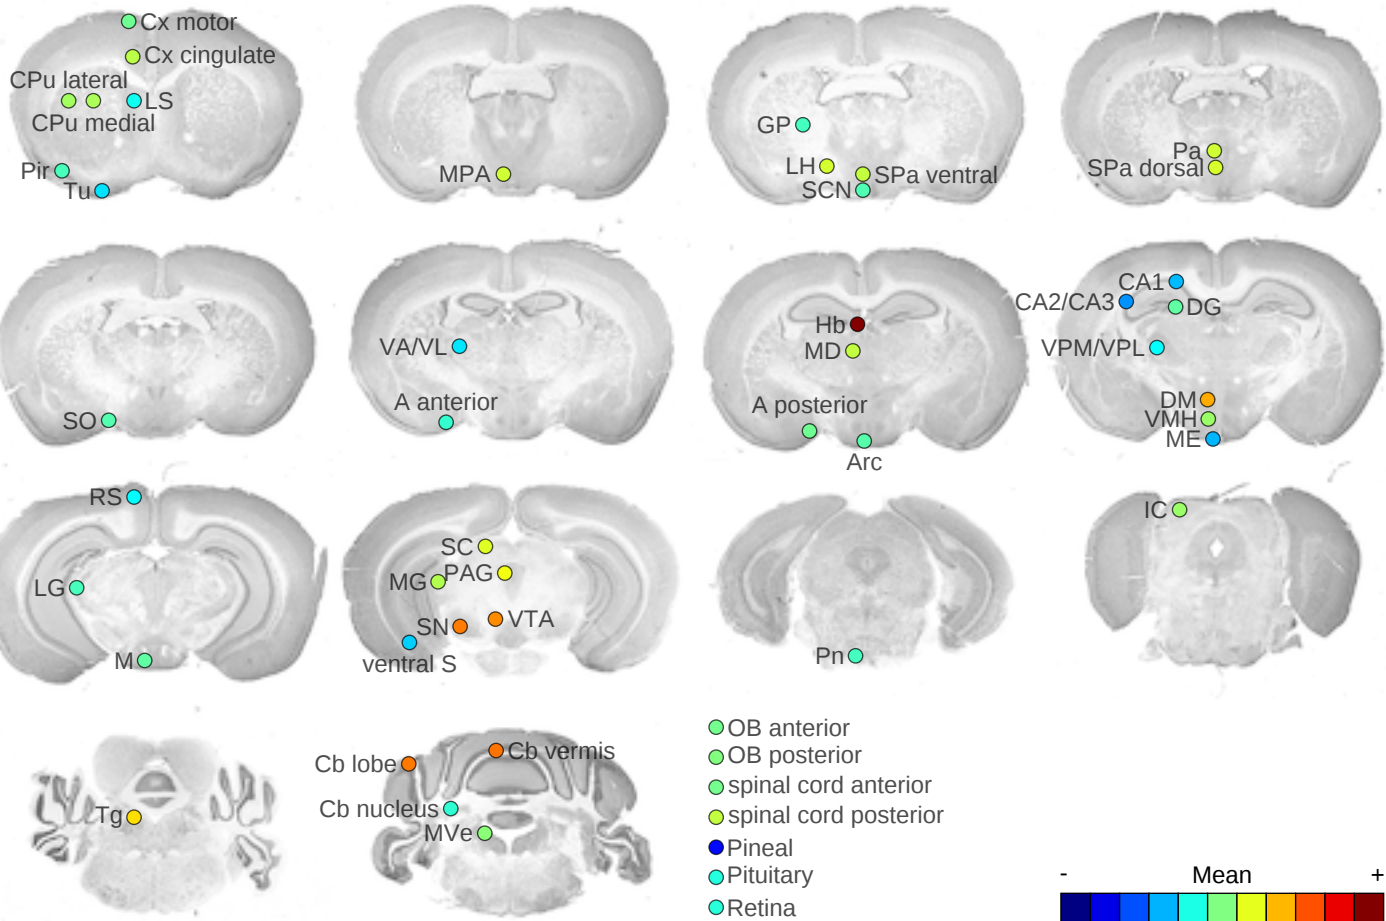 Cx motor
Cx cingulate
CPu lateral
LS
CPu medial
Pir
Tu
MPA
GP
LH
SPa ventral
SCN
Pa
SPa dorsal
SO
VA/VL
A anterior
Hb
MD
A posterior
Arc
CA1
CA2/CA3
DG
VPM/VPL
DM
VMH
ME
RS
LG
M
SC
MG
PAG
SN
VTA
ventral S
Pn
IC
Tg
Cb lobe
Cb vermis
Cb nucleus
MVe
OB anterior
OB posterior
spinal cord anterior
spinal cord posterior
Pineal
Pituitary
Retina
- Mean +